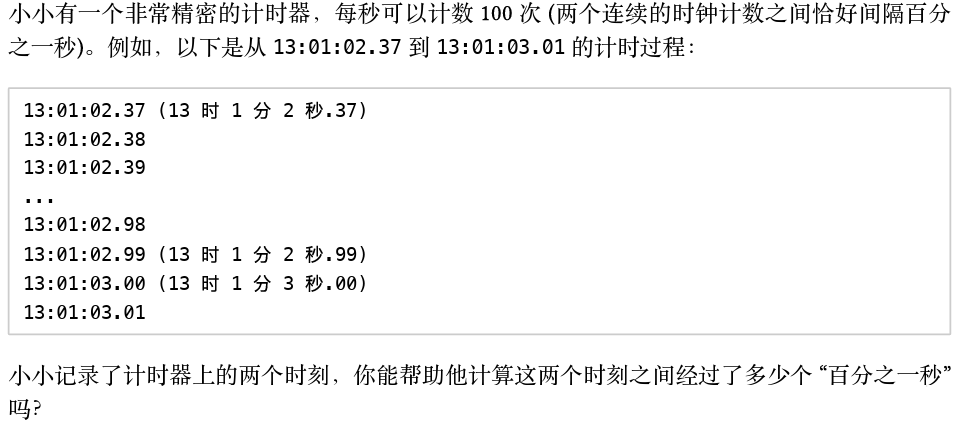 小小有一个非常精密的计时器，每秒可以计数 100 次 (两个连续的时钟计数之间恰好间隔百分
之一秒)。例如，以下是从 13:01:02.37 到 13:01:03.01 的计时过程：
13:01:02.37 (13 时 1 分 2 秒.37)
13:01:02.38
13:01:02.39
...
13:01:02.98
13:01:02.99 (13 时 1 分 2 秒.99)
13:01:03.00 (13 时 1 分 3 秒.00)
13:01:03.01
小小记录了计时器上的两个时刻，你能帮助他计算这两个时刻之间经过了多少个 “百分之一秒”
吗？